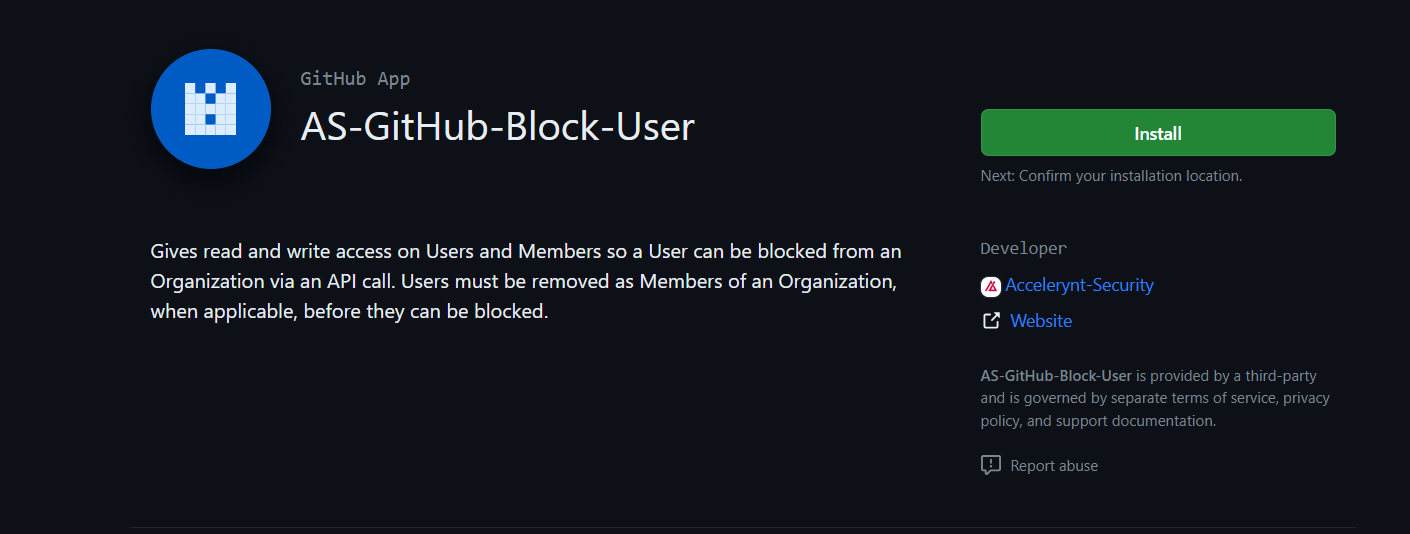 GitHub App
AS-GitHub-Block-User
Install
Next: Confirm your installation location.
Gives read and write access on Users and Members so a User can be blocked from an
Organization via an API call. Users must be removed as Members of an Organization,
when applicable, before they can be blocked.
Developer
Accelerynt-Security
Website
AS-GitHub-Block-User is provided by a third-party
and is governed by separate terms of service, privacy
policy, and support documentation.
Report abuse